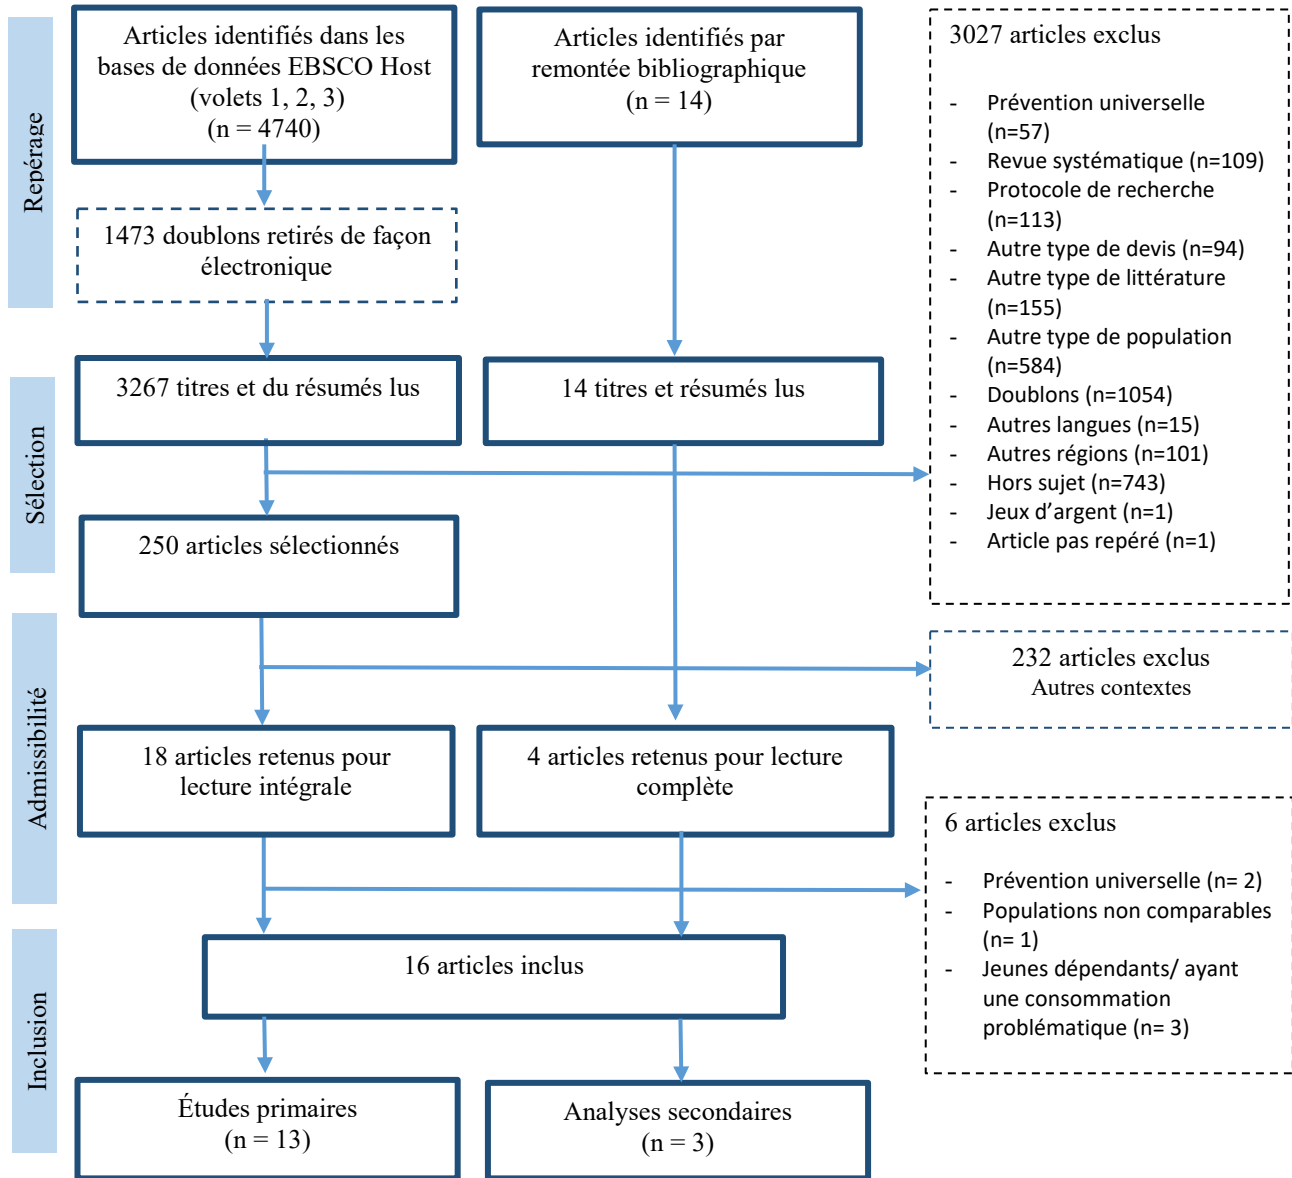 Repérage
Articles identifiés dans les
bases de données EBSCO Host
(volets 1, 2, 3)
(n = 4740)
Articles identifiés par
remontée bibliographique
(n = 14)
1473 doublons retirés de façon
électronique
3027 articles exclus
- Prévention universelle
(n=57)
- Revue systématique (n=109)
- Protocole de recherche
(n=113)
- Autre type de devis (n=94)
- Autre type de littérature
(n=155)
- Autre type de population
(n=584)
- Doublons (n=1054)
- Autres langues (n=15)
- Autres régions (n=101)
- Hors sujet (n=743)
- Jeux d’argent (n=1)
- Article pas repéré (n=1)
Sélection
3267 titres et du résumés lus
14 titres et résumés lus
250 articles sélectionnés
Admissibilité
232 articles exclus
Autres contextes
18 articles retenus pour
lecture intégrale
4 articles retenus pour lecture
complète
6 articles exclus
- Prévention universelle (n= 2)
- Populations non comparables
(n= 1)
- Jeunes dépendants/ ayant
une consommation
problématique (n= 3)
Inclusion
16 articles inclus
Études primaires
(n = 13)
Analyses secondaires
(n = 3)